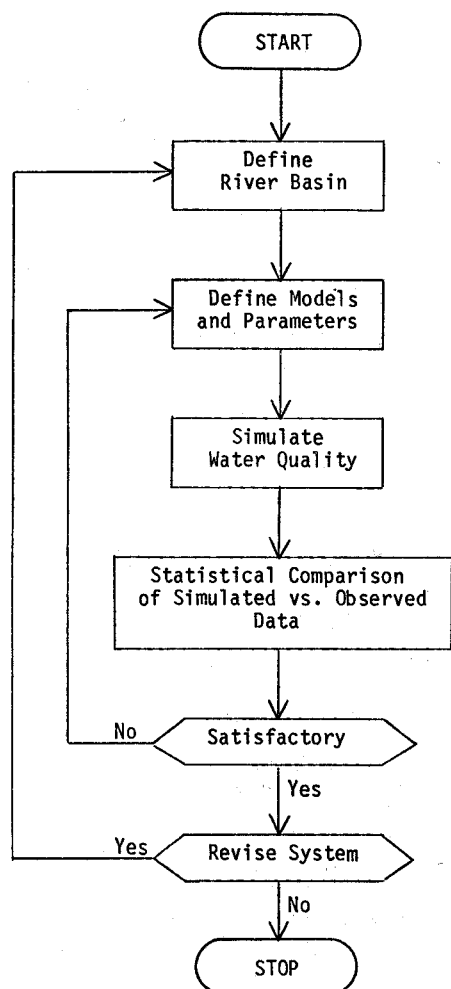 START
Define
River Basin
Define Models
and Parameters
Simulate
Water Quality
Statistical Comparison
of Simulated vs. Observed
Data
No
Satisfactory
Yes
Yes
Revise System
No
STOP